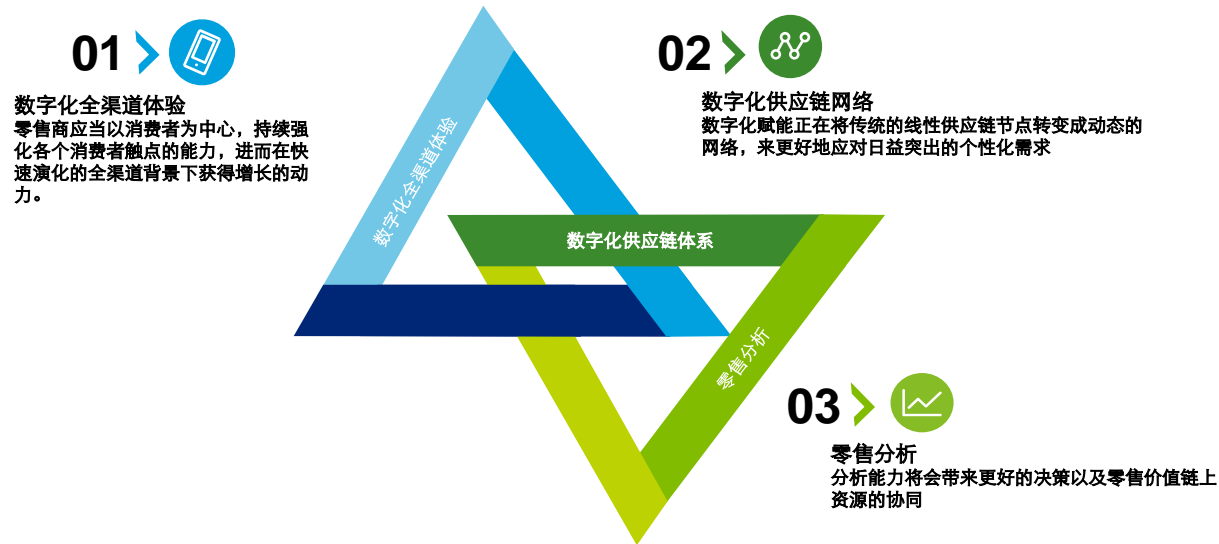 01
数字化全渠道体验
零售商应当以消费者为中心，持续强
化各个消费者触点的能力，进而在快
速演化的全渠道背景下获得增长的动
力。
02
数字化供应链网络
数字化赋能正在将传统的线性供应链节点转变成动态的
网络，来更好地应对日益突出的个性化需求
数字化全渠道体验
数字化供应链体系
零售分析
03
零售分析
分析能力将会带来更好的决策以及零售价值链上
资源的协同